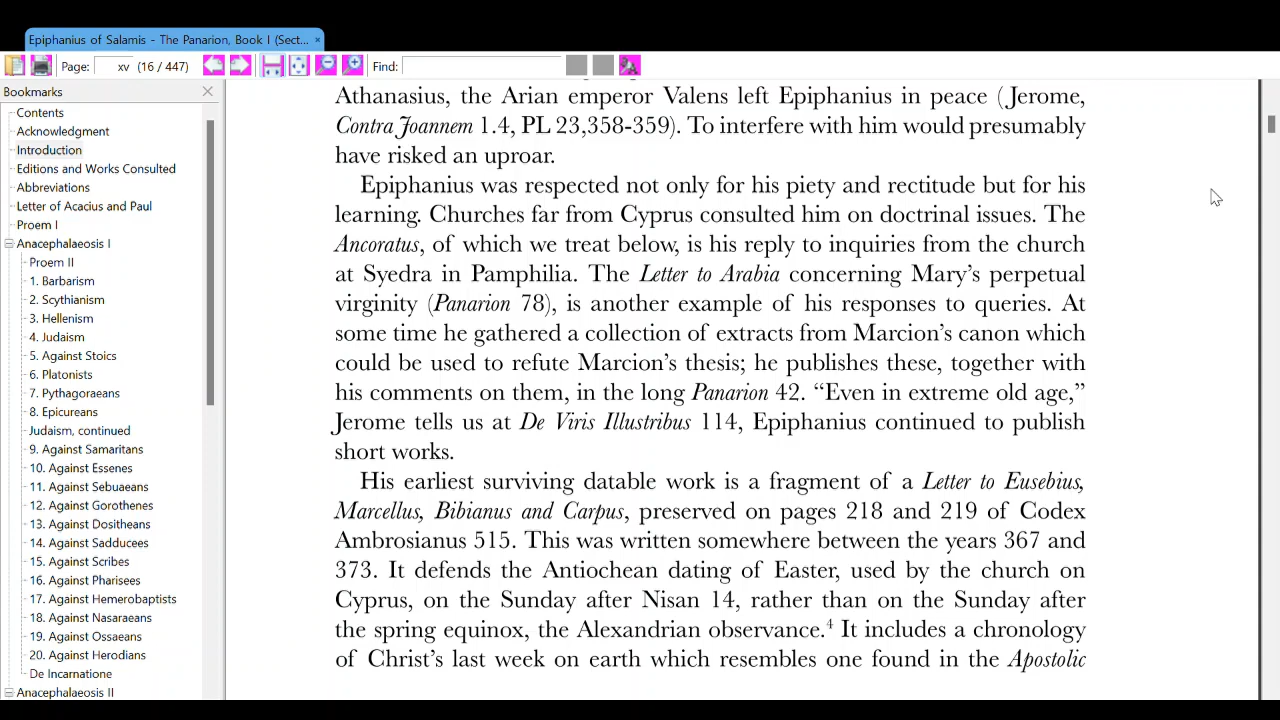 Epiphanius of Salamis - The Panarion, Book I (Sect... ×
Page: xv (16 / 447) Find:
Bookmarks
Contents
Acknowledgment
Introduction
Editions and Works Consulted
Abbreviations
Letter of Acacius and Paul
Proem I
Anacephalaeosis I
Proem II
1. Barbarism
2. Scythianism
3. Hellenism
4. Judaism
5. Against Stoics
6. Platonists
7. Pythagoraeans
8. Epicureans
Judaism, continued
9. Against Samaritans
10. Against Essenes
11. Against Sebuaeans
12. Against Gorothenes
13. Against Dositheans
14. Against Sadducees
15. Against Scribes
16. Against Pharisees
17. Against Hemerobaptists
18. Against Nasaraeans
19. Against Ossaeans
20. Against Herodians
De Incarnatione
Anacephalaeosis II
Athanasius, the Arian emperor Valens left Epiphanius in peace (Jerome,
Contra Joannem 1.4, PL 23,358-359). To interfere with him would presumably
have risked an uproar.
Epiphanius was respected not only for his piety and rectitude but for his
learning. Churches far from Cyprus consulted him on doctrinal issues. The
Ancoratus, of which we treat below, is his reply to inquiries from the church
at Syedra in Pamphilia. The Letter to Arabia concerning Mary’s perpetual
virginity (Panarion 78), is another example of his responses to queries. At
some time he gathered a collection of extracts from Marcion’s canon which
could be used to refute Marcion’s thesis; he publishes these, together with
his comments on them, in the long Panarion 42. “Even in extreme old age,”
Jerome tells us at De Viris Illustribus 114, Epiphanius continued to publish
short works.
His earliest surviving datable work is a fragment of a Letter to Eusebius,
Marcellus, Bibianus and Carpus, preserved on pages 218 and 219 of Codex
Ambrosianus 515. This was written somewhere between the years 367 and
373. It defends the Antiochean dating of Easter, used by the church on
Cyprus, on the Sunday after Nisan 14, rather than on the Sunday after
the spring equinox, the Alexandrian observance.4 It includes a chronology
of Christ’s last week on earth which resembles one found in the Apostolic